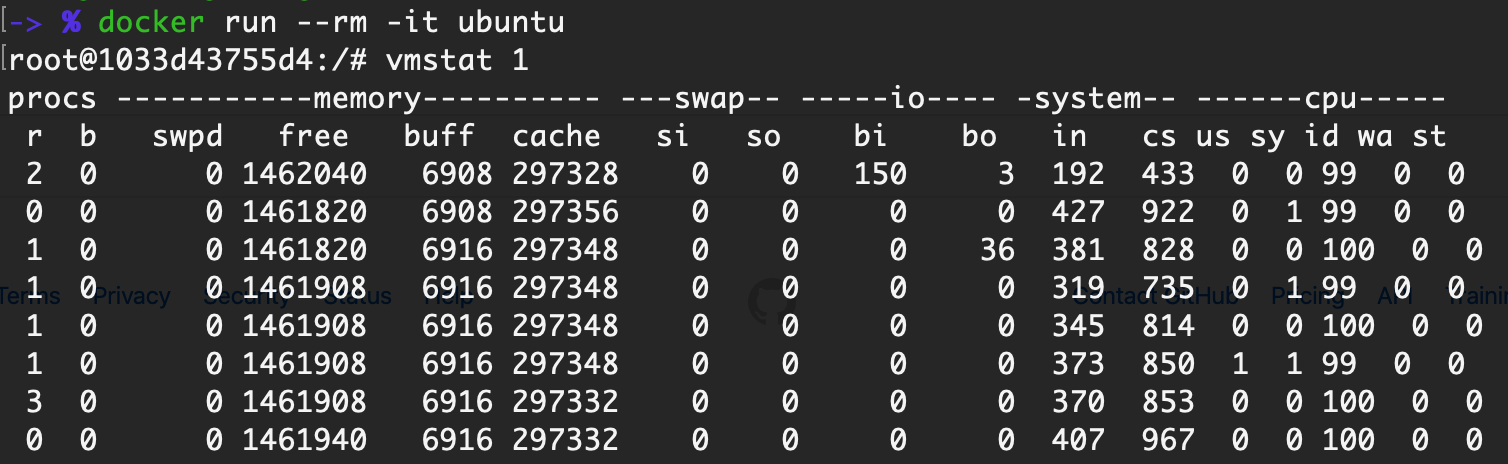 [-> % docker run --rm -it ubuntu
[root@1033d43755d4:/# vmstat 1
procs -----------memory---------- ---swap-- -----io---- -system-- ------cpu-----
 r  b   swpd   free   buff  cache   si   so    bi    bo   in   cs us sy id wa st
 2  0      0 1462040   6908 297328    0    0   150     3  192  433  0  0 99  0  0
 0  0      0 1461820   6908 297356    0    0     0     0  427  922  0  1 99  0  0
 1  0      0 1461820   6916 297348    0    0     0    36  381  828  0  0 100  0  0
 1  0      0 1461908   6916 297348    0    0     0     0  319  735  0  1 99  0  0
Terms Privacy Security Status Help Contact GitHub Pricing API
 1  0      0 1461908   6916 297348    0    0     0     0  345  814  0  0 100  0  0
 1  0      0 1461908   6916 297348    0    0     0     0  373  850  1  1 99  0  0
 3  0      0 1461908   6916 297332    0    0     0     0  370  853  0  0 100  0  0
 0  0      0 1461940   6916 297332    0    0     0     0  407  967  0  0 100  0  0